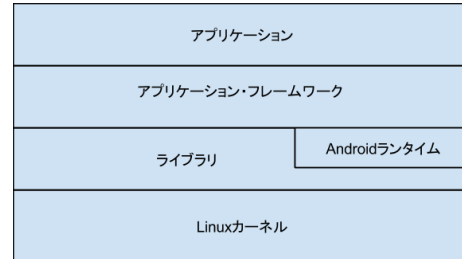 アプリケーション
アプリケーション・フレームワーク
ライブラリ
Androidランタイム
Linuxカーネル